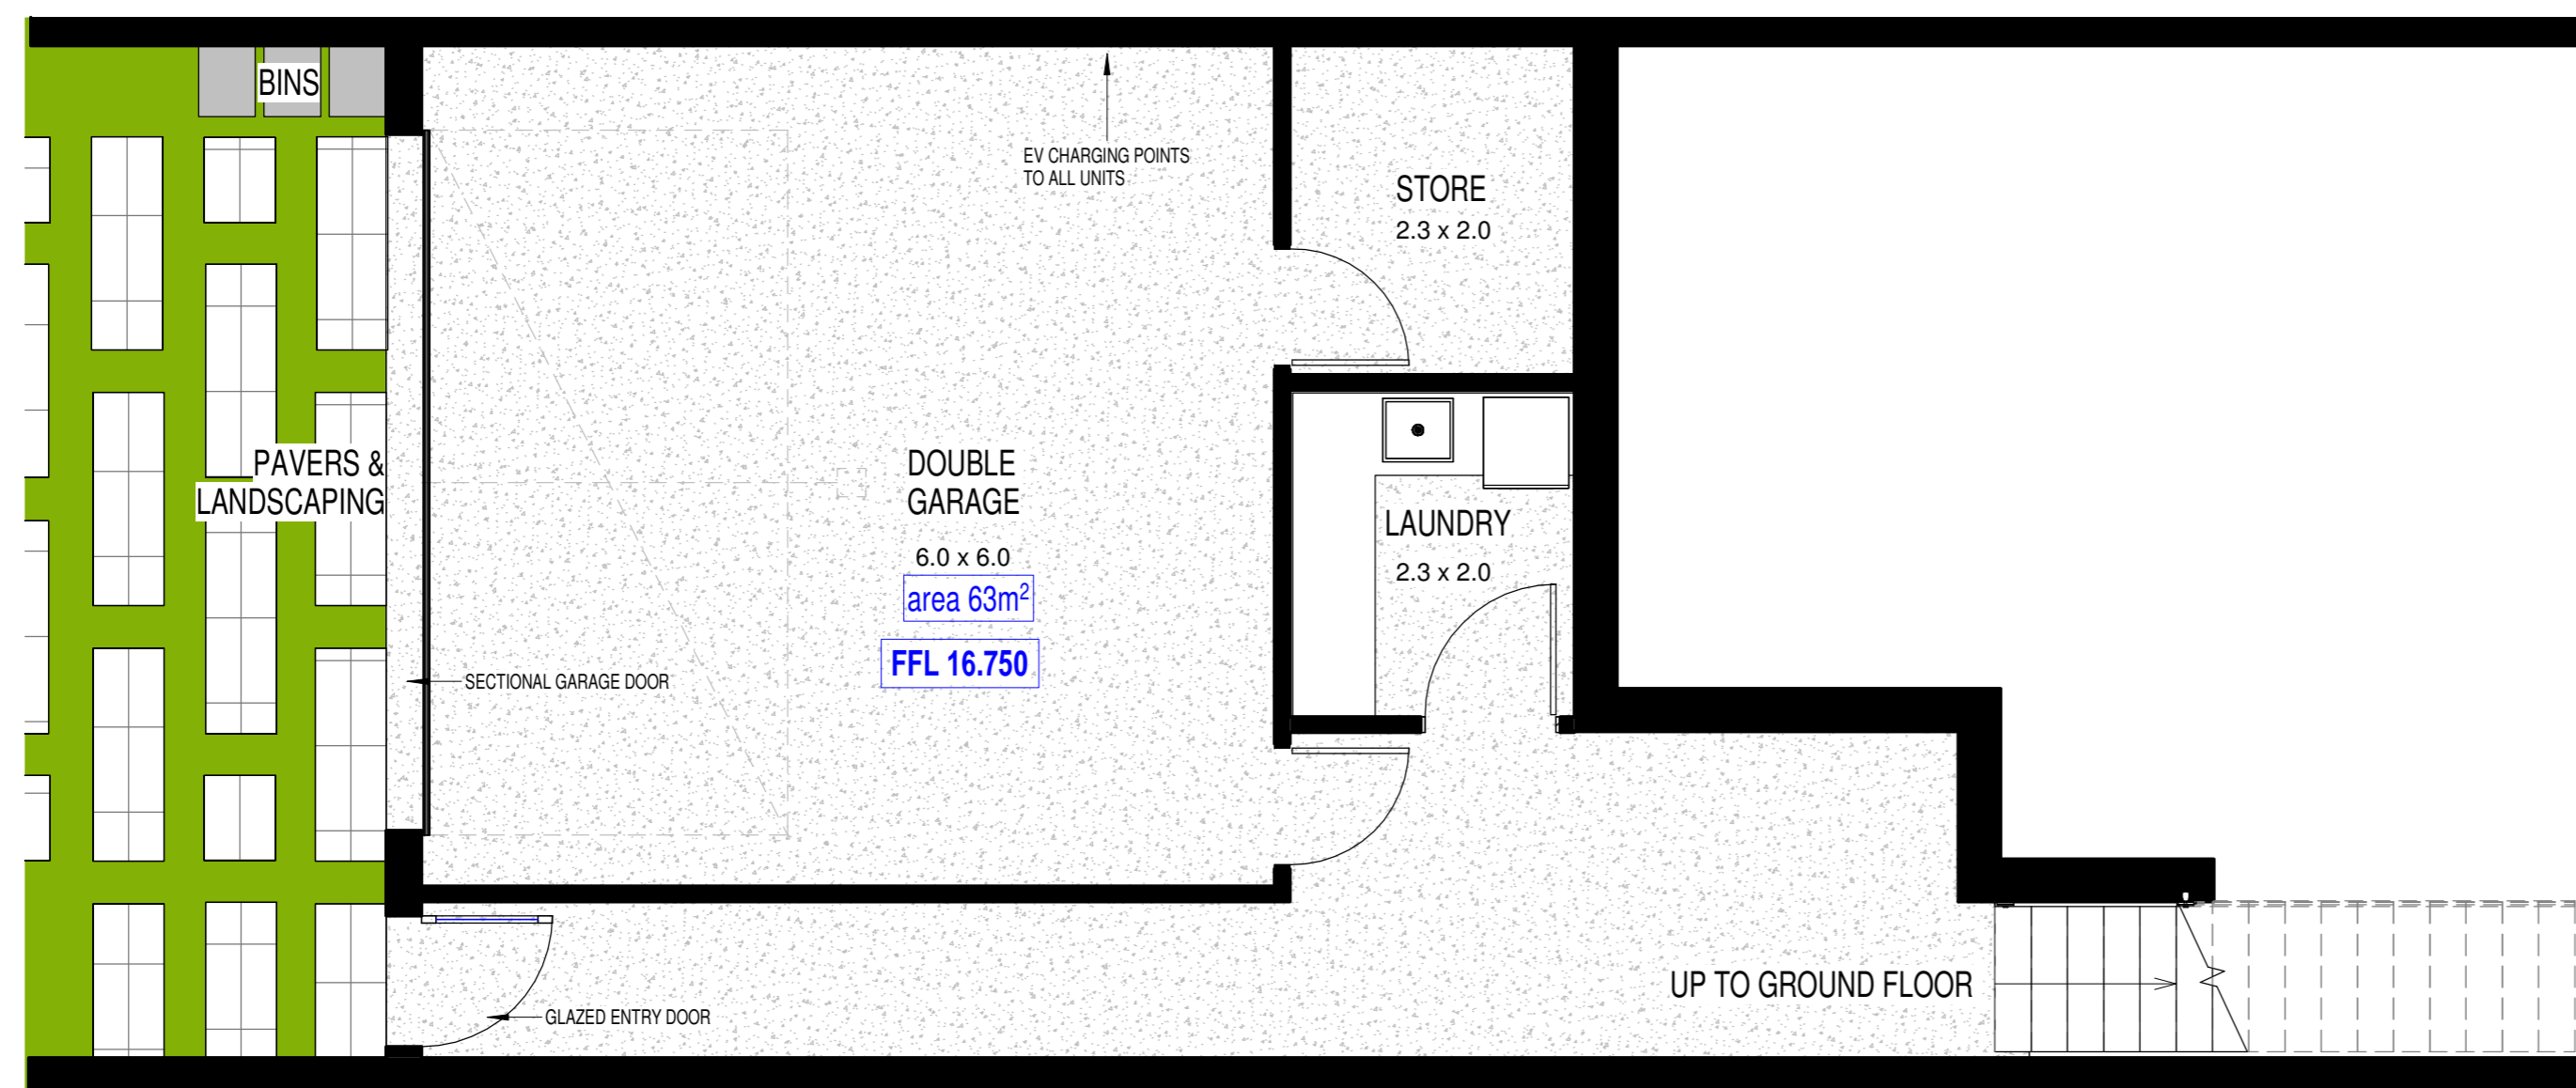 BINS
EV CHARGING POINTS
TO ALL UNITS
STORE
2.3 x 2.0
PAVERS &
LANDSCAPING
DOUBLE
GARAGE
6.0 x 6.0
area 63m²
FFL 16.750
LAUNDRY
2.3 x 2.0
SECTIONAL GARAGE DOOR
UP TO GROUND FLOOR
GLAZED ENTRY DOOR